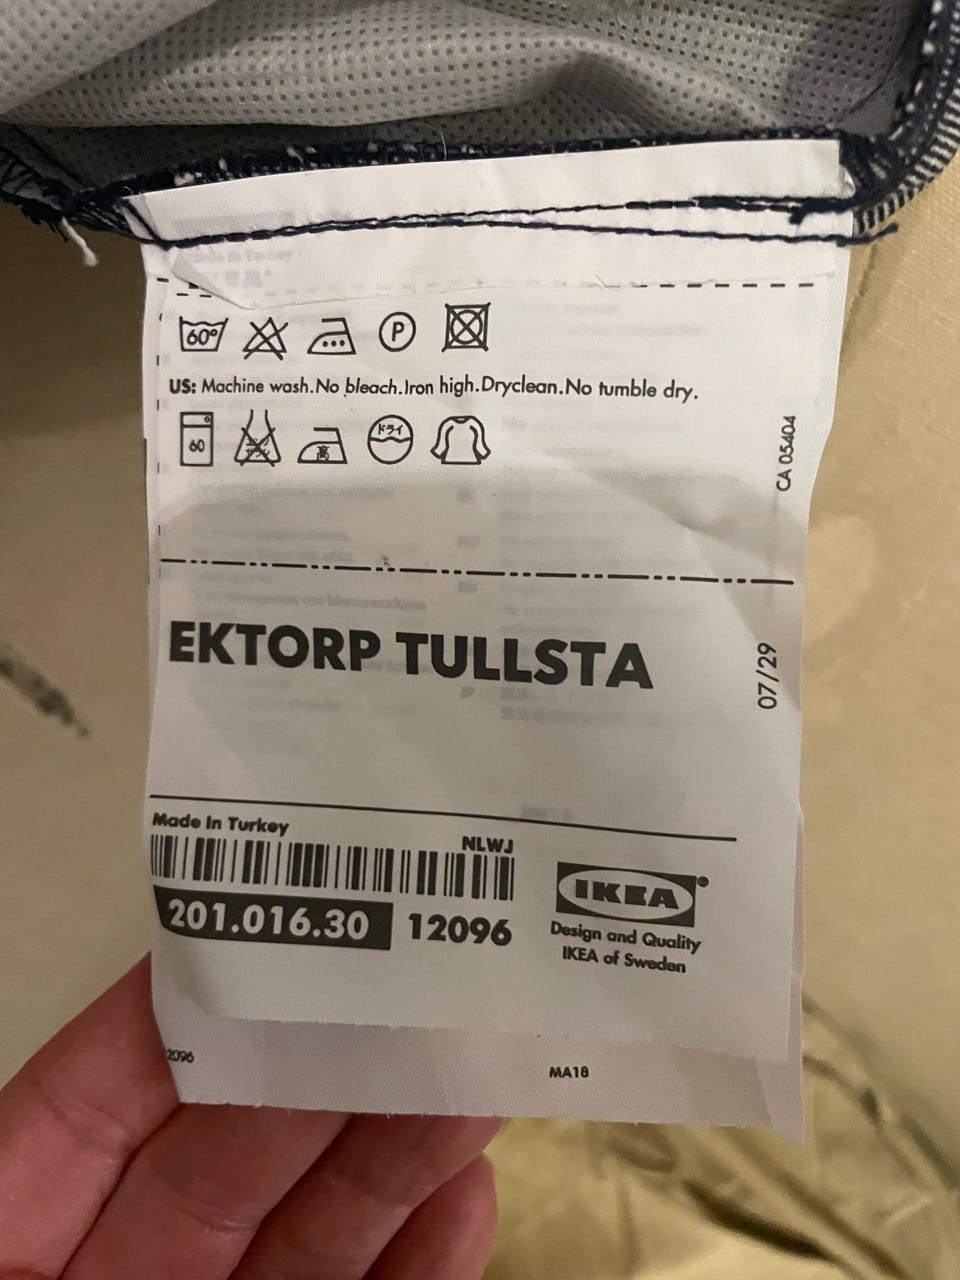 60°
P
US: Machine wash.No bleach.Iron high.Dryclean.No tumble dry.
60
高
ドライ
CA 05404
EKTORP TULLSTA
07/29
Made In Turkey
NLWJ
201.016.30
12096
IKEA
Design and Quality
IKEA of Sweden
2096
MA18